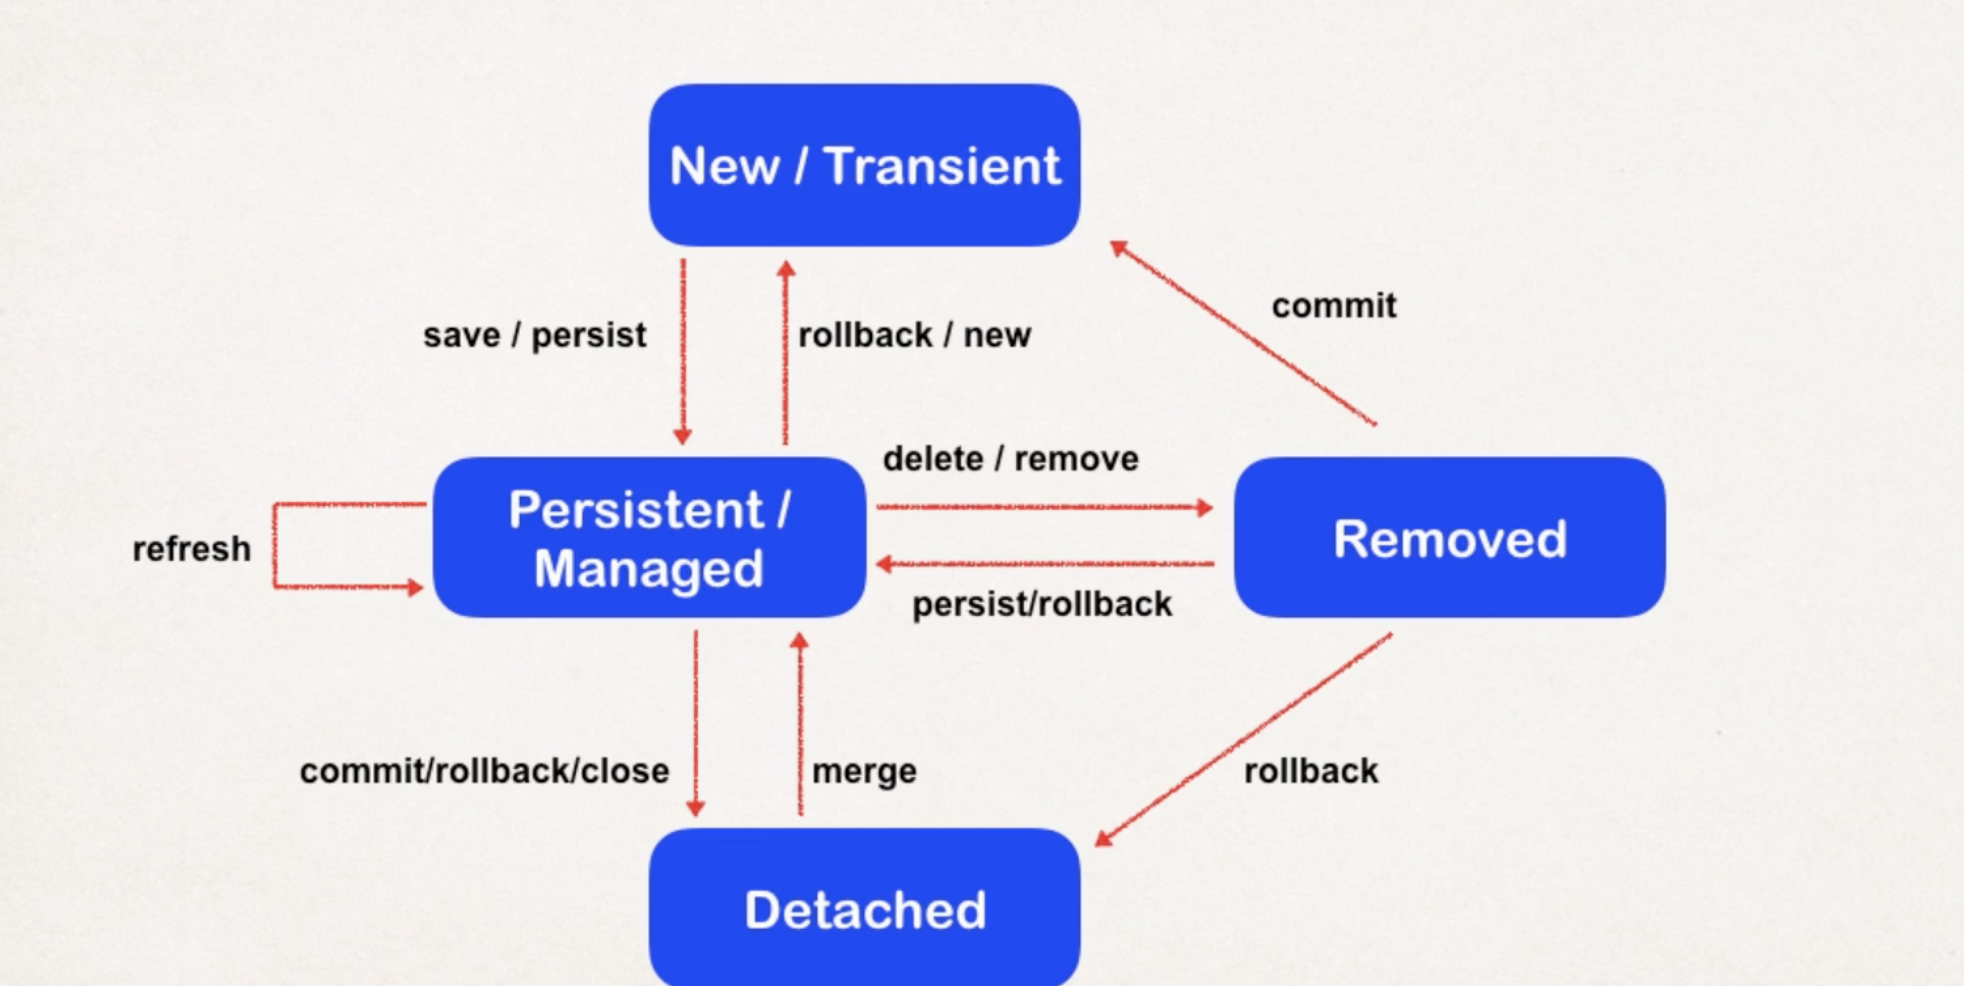 New / Transient
commit
save / persist
rollback / new
delete / remove
Persistent /
Managed
refresh
Removed
persist/rollback
commit/rollback/close
merge
rollback
Detached